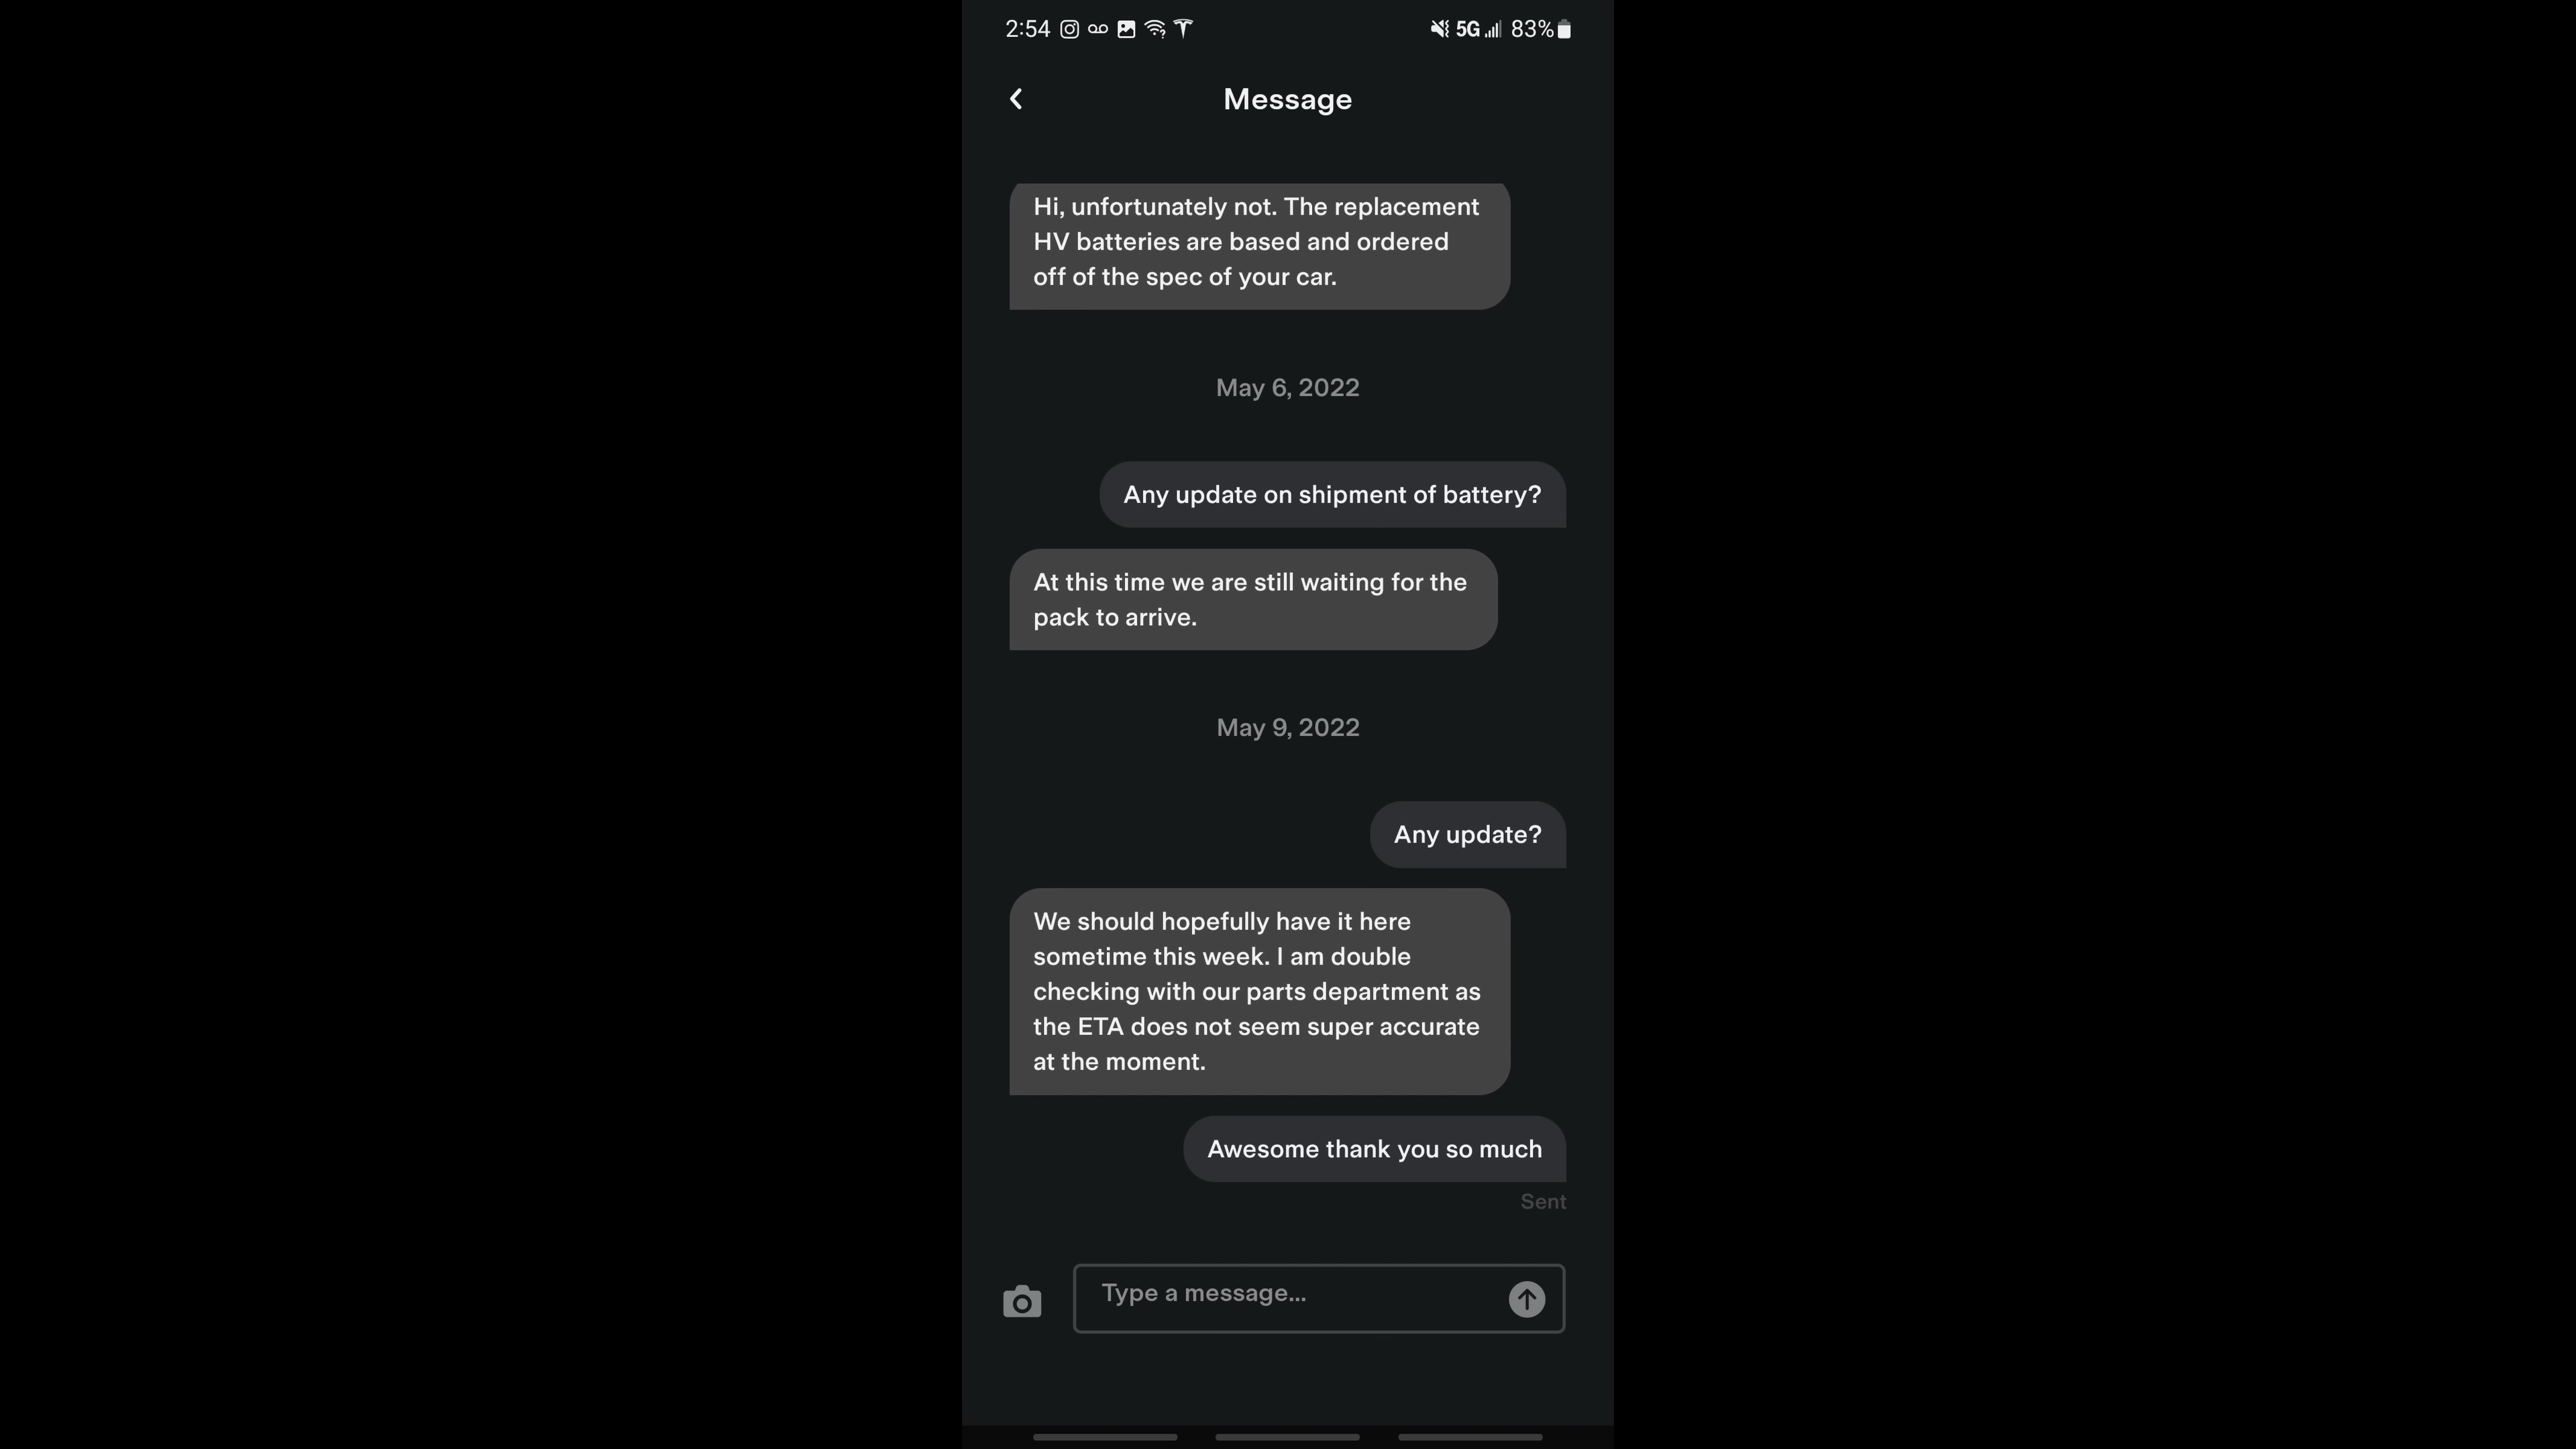 2:54 5G 83%
Message
Hi, unfortunately not. The replacement
HV batteries are based and ordered
off of the spec of your car.
May 6, 2022
Any update on shipment of battery?
At this time we are still waiting for the
pack to arrive.
May 9, 2022
Any update?
We should hopefully have it here
sometime this week. I am double
checking with our parts department as
the ETA does not seem super accurate
at the moment.
Awesome thank you so much
Sent
Type a message...